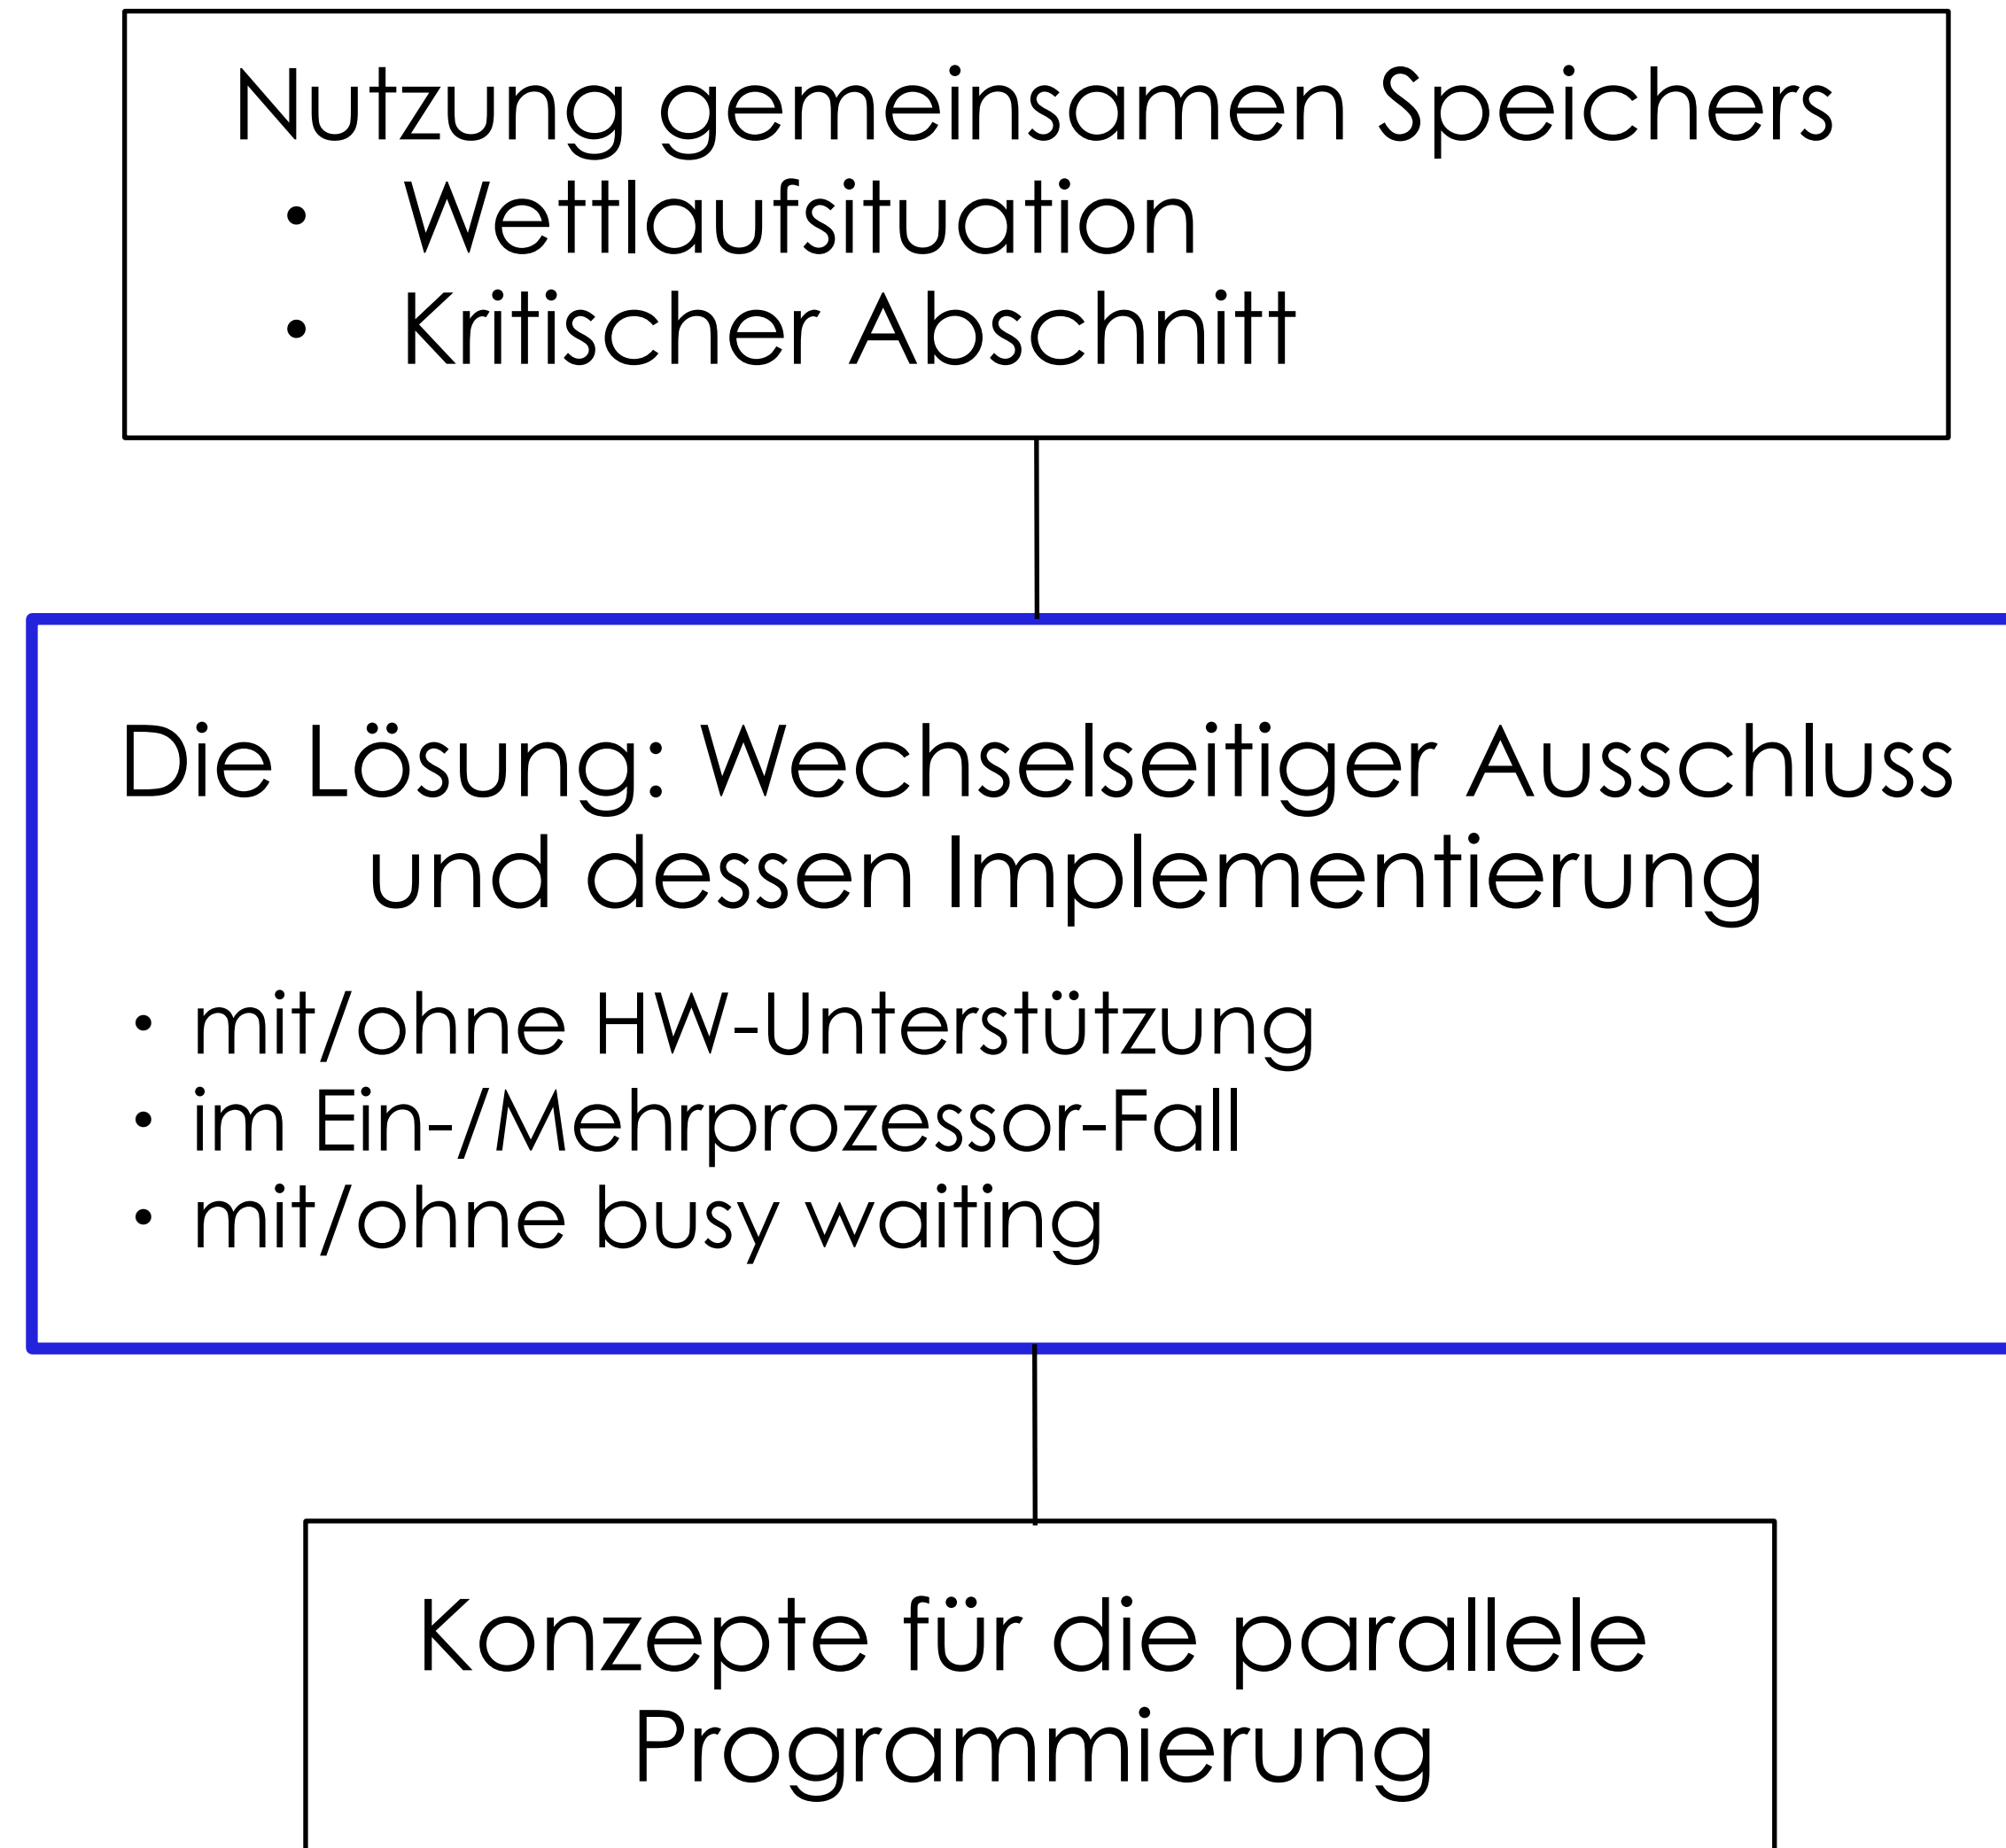 Nutzung gemeinsamen Speichers
• Wettlaufsituation
• Kritischer Abschnitt
Die Lösung: Wechselseitiger Ausschluss
und dessen Implementierung
• mit/ohne HW-Unterstützung
• im Ein-/Mehrprozessor-Fall
• mit/ohne busy waiting
Konzepte für die parallele
Programmierung